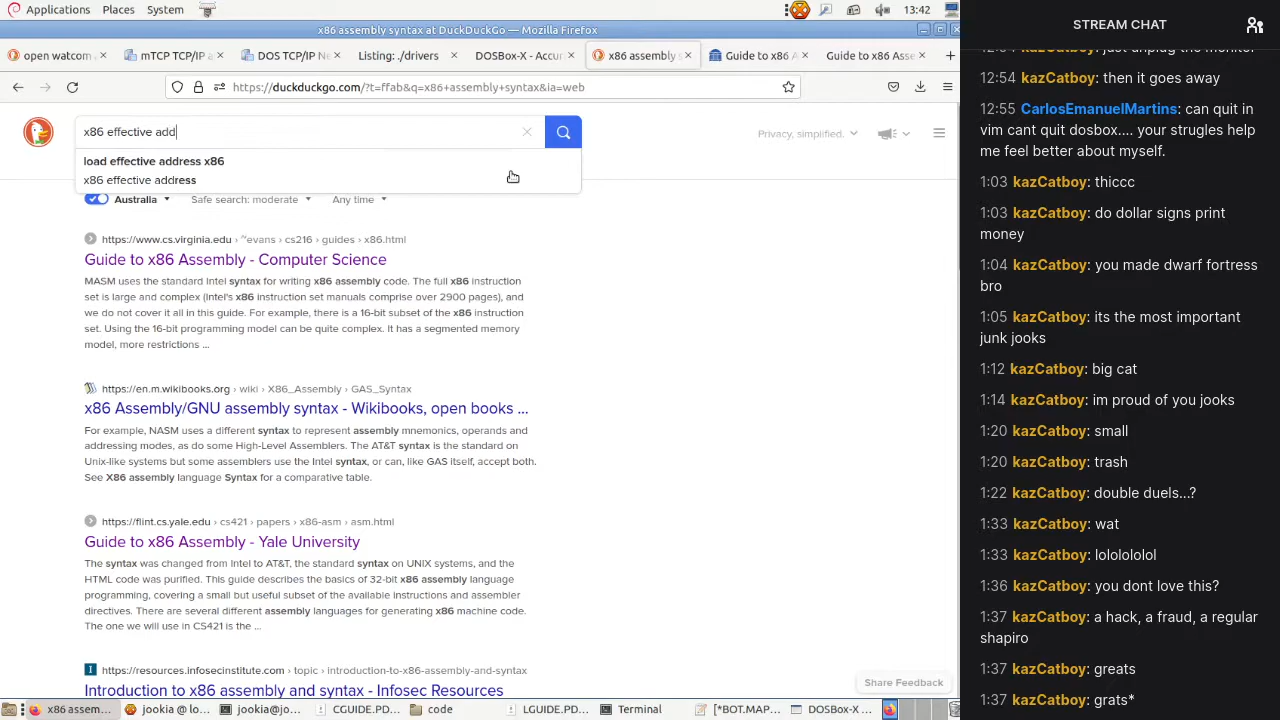 Applications Places System 13:42
x86 assembly syntax at DuckDuckGo — Mozilla Firefox
open watcom
mTCP TCP/IP a
DOS TCP/IP Ne
Listing: /drivers
DOSBox-X - Accur
x86 assembly s
Guide to x86 A
Guide to x86 Asse
https://duckduckgo.com/?t=ffab&q=x86+assembly+syntax&ia=web
x86 effective add
Privacy, simplified.
load effective address x86
x86 effective address
Australia Safe search: moderate Any time
https://www.cs.virginia.edu › ~evans › cs216 › guides › x86.html
Guide to x86 Assembly - Computer Science
MASM uses the standard Intel syntax for writing x86 assembly code. The full x86 instruction
set is large and complex (Intel's x86 instruction set manuals comprise over 2900 pages), and
we do not cover it all in this guide. For example, there is a 16-bit subset of the x86 instruction
set. Using the 16-bit programming model can be quite complex. It has a segmented memory
model, more restrictions ...
https://en.m.wikibooks.org › wiki › X86_Assembly › GAS_Syntax
x86 Assembly/GNU assembly syntax - Wikibooks, open books ...
For example, NASM uses a different syntax to represent assembly mnemonics, operands and
addressing modes, as do some High-Level Assemblers. The AT&T syntax is the standard on
Unix-like systems but some assemblers use the Intel syntax, or can, like GAS itself, accept both.
See X86 assembly language Syntax for a comparative table.
https://flint.cs.yale.edu › cs421 › papers › x86-asm › asm.html
Guide to x86 Assembly - Yale University
The syntax was changed from Intel to AT&T, the standard syntax on UNIX systems, and the
HTML code was purified. This guide describes the basics of 32-bit x86 assembly language
programming, covering a small but useful subset of the available instructions and assembler
directives. There are several different assembly languages for generating x86 machine code.
The one we will use in CS421 is the ...
https://resources.infosecinstitute.com › topic › introduction-to-x86-assembly-and-syntax
Introduction to x86 assembly and syntax - Infosec Resources
Share Feedback
x86 assem...
jookia@lo...
jookia@lo...
CGUIDE.PD...
code
LGUIDE.PD...
Terminal
[*BOT.MAP...
DOSBox-X ...
STREAM CHAT
12:54 kazCatboy: just unplug the monitor
12:54 kazCatboy: then it goes away
12:55 CarlosEmanuelMartins: can quit in
vim cant quit dosbox.... your strugles help
me feel better about myself.
1:03 kazCatboy: thiccc
1:03 kazCatboy: do dollar signs print
money
1:04 kazCatboy: you made dwarf fortress
bro
1:05 kazCatboy: its the most important
junk jooks
1:12 kazCatboy: big cat
1:14 kazCatboy: im proud of you jooks
1:20 kazCatboy: small
1:20 kazCatboy: trash
1:22 kazCatboy: double duels...?
1:33 kazCatboy: wat
1:33 kazCatboy: lolololol
1:36 kazCatboy: you dont love this?
1:37 kazCatboy: a hack, a fraud, a regular
shapiro
1:37 kazCatboy: greats
1:37 kazCatboy: grats*